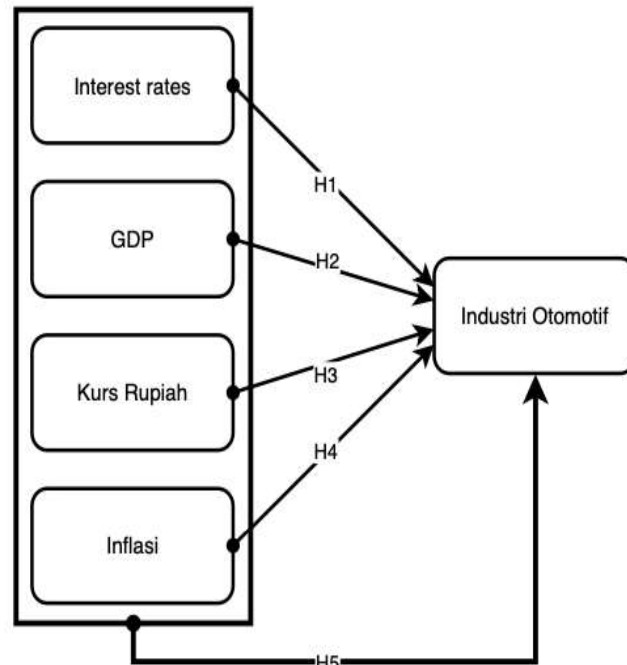 Interest rates
H1
GDP
H2
Industri Otomotif
Kurs Rupiah
H3
H4
Inflasi
H5